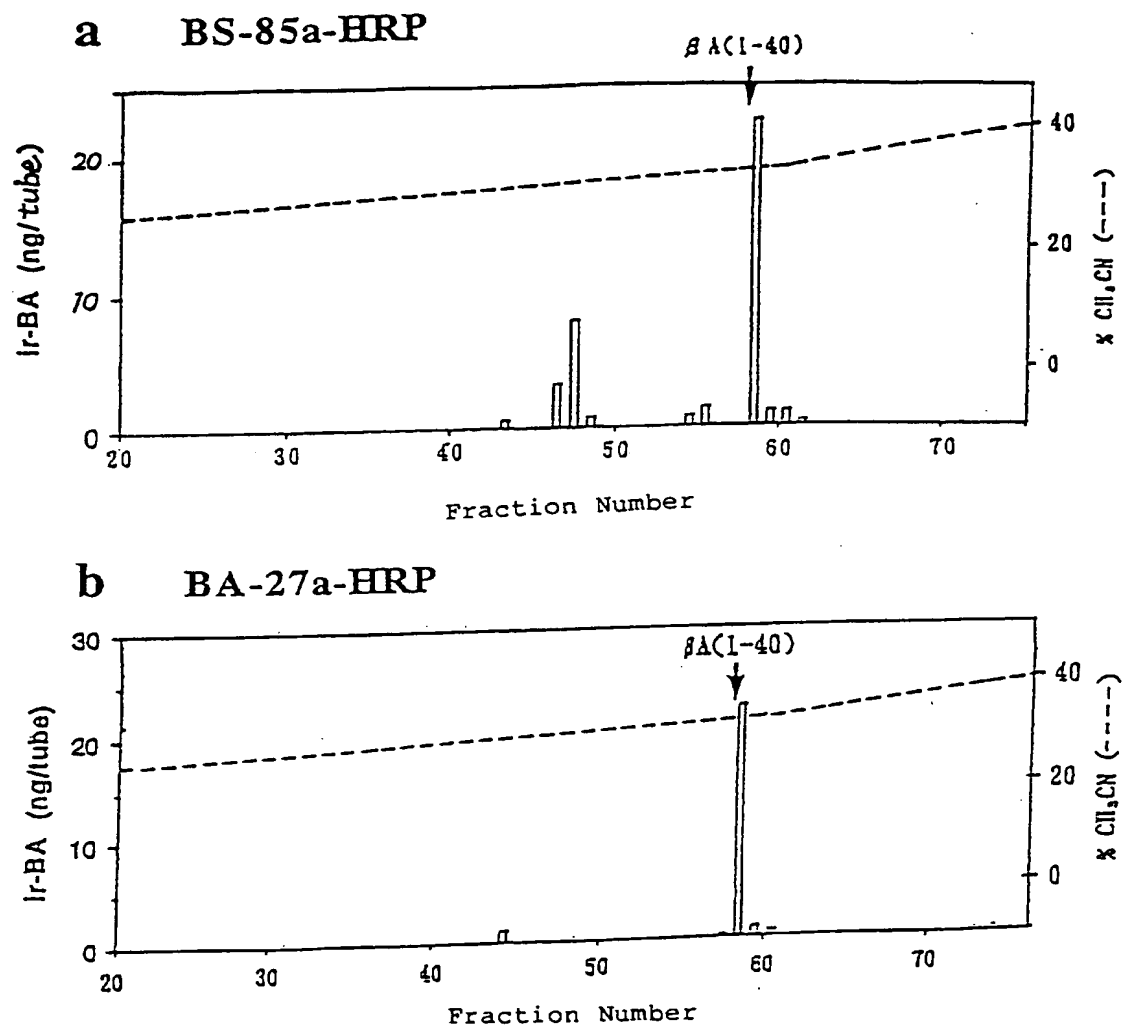 a BS-85a-HRP
β A(1-40)
Ir-BA (ng/tube)
20
10
0
40
20
0
% CH₃CN (---)
20 30 40 50 60 70
Fraction Number
b BA-27a-HRP
βA(1-40)
Ir-BA (ng/tube)
30
20
10
0
40
20
0
% CH₃CN (----)
20 30 40 50 60 70
Fraction Number